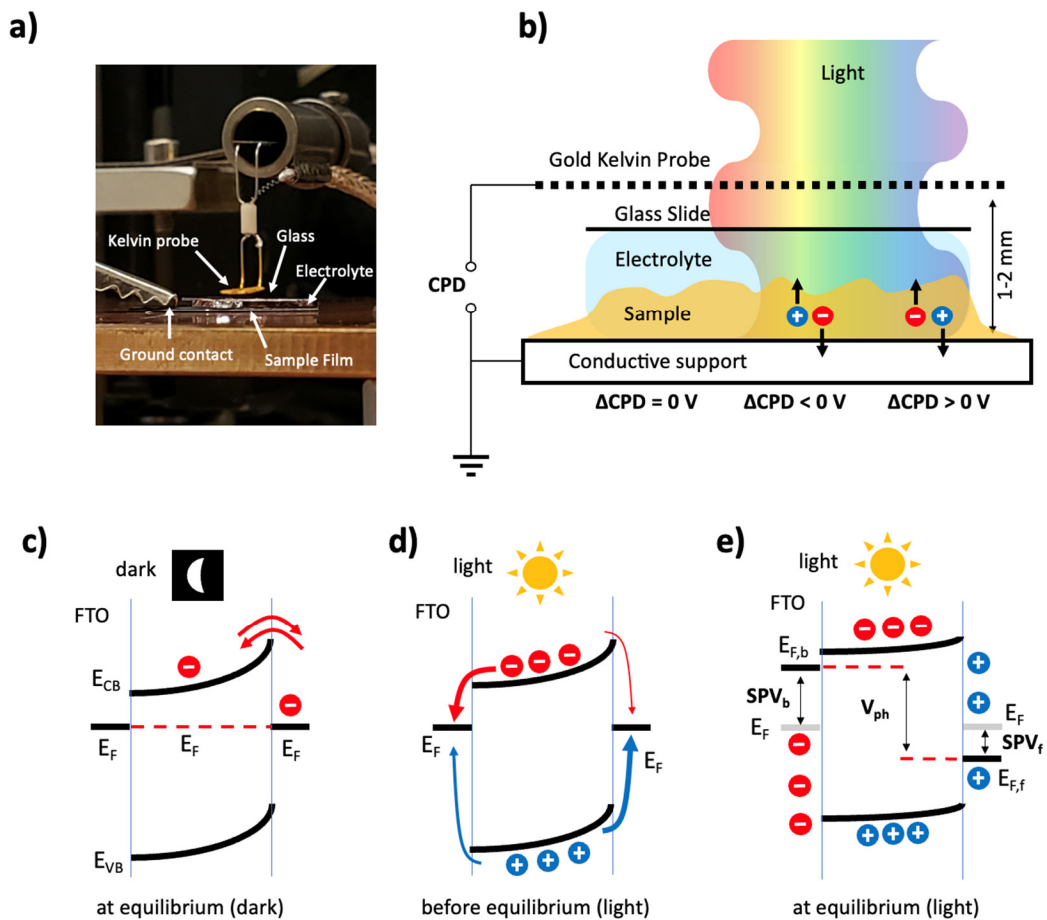 a)
Kelvin probe
Glass
Electrolyte
Ground contact
Sample Film
b)
Light
Gold Kelvin Probe
Glass Slide
Electrolyte
CPD
1-2 mm
Sample
Conductive support
ΔCPD = 0 V ΔCPD < 0 V ΔCPD > 0 V
c)
dark
FTO
E_CB
E_F E_F E_F
E_VB
at equilibrium (dark)
d)
light
FTO
E_F
E_F
before equilibrium (light)
e)
light
FTO
E_F,b
SPV_b
V_ph
E_F
E_F
SPV_f
E_F,f
at equilibrium (light)